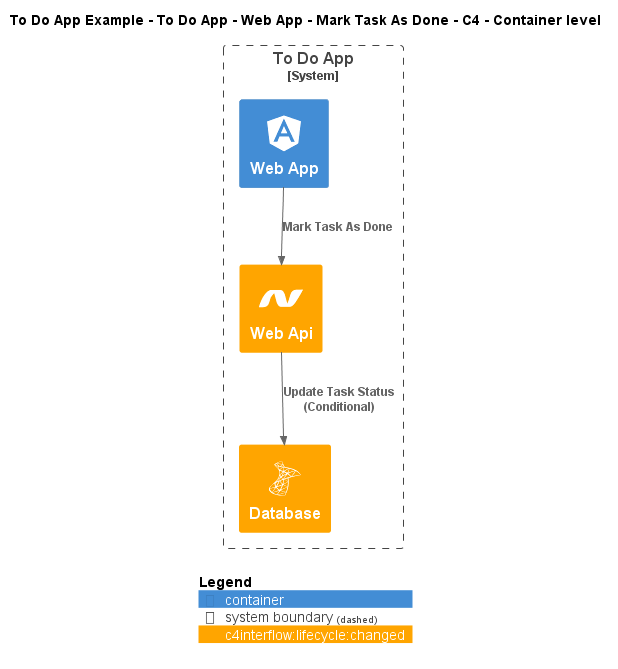 To Do App Example - To Do App - Web App - Mark Task As Done - C4 - Container level
To Do App
[System]
Web App
Mark Task As Done
Web Api
Update Task Status
(Conditional)
Database
Legend
container
system boundary (dashed)
c4interflow:lifecycle:changed